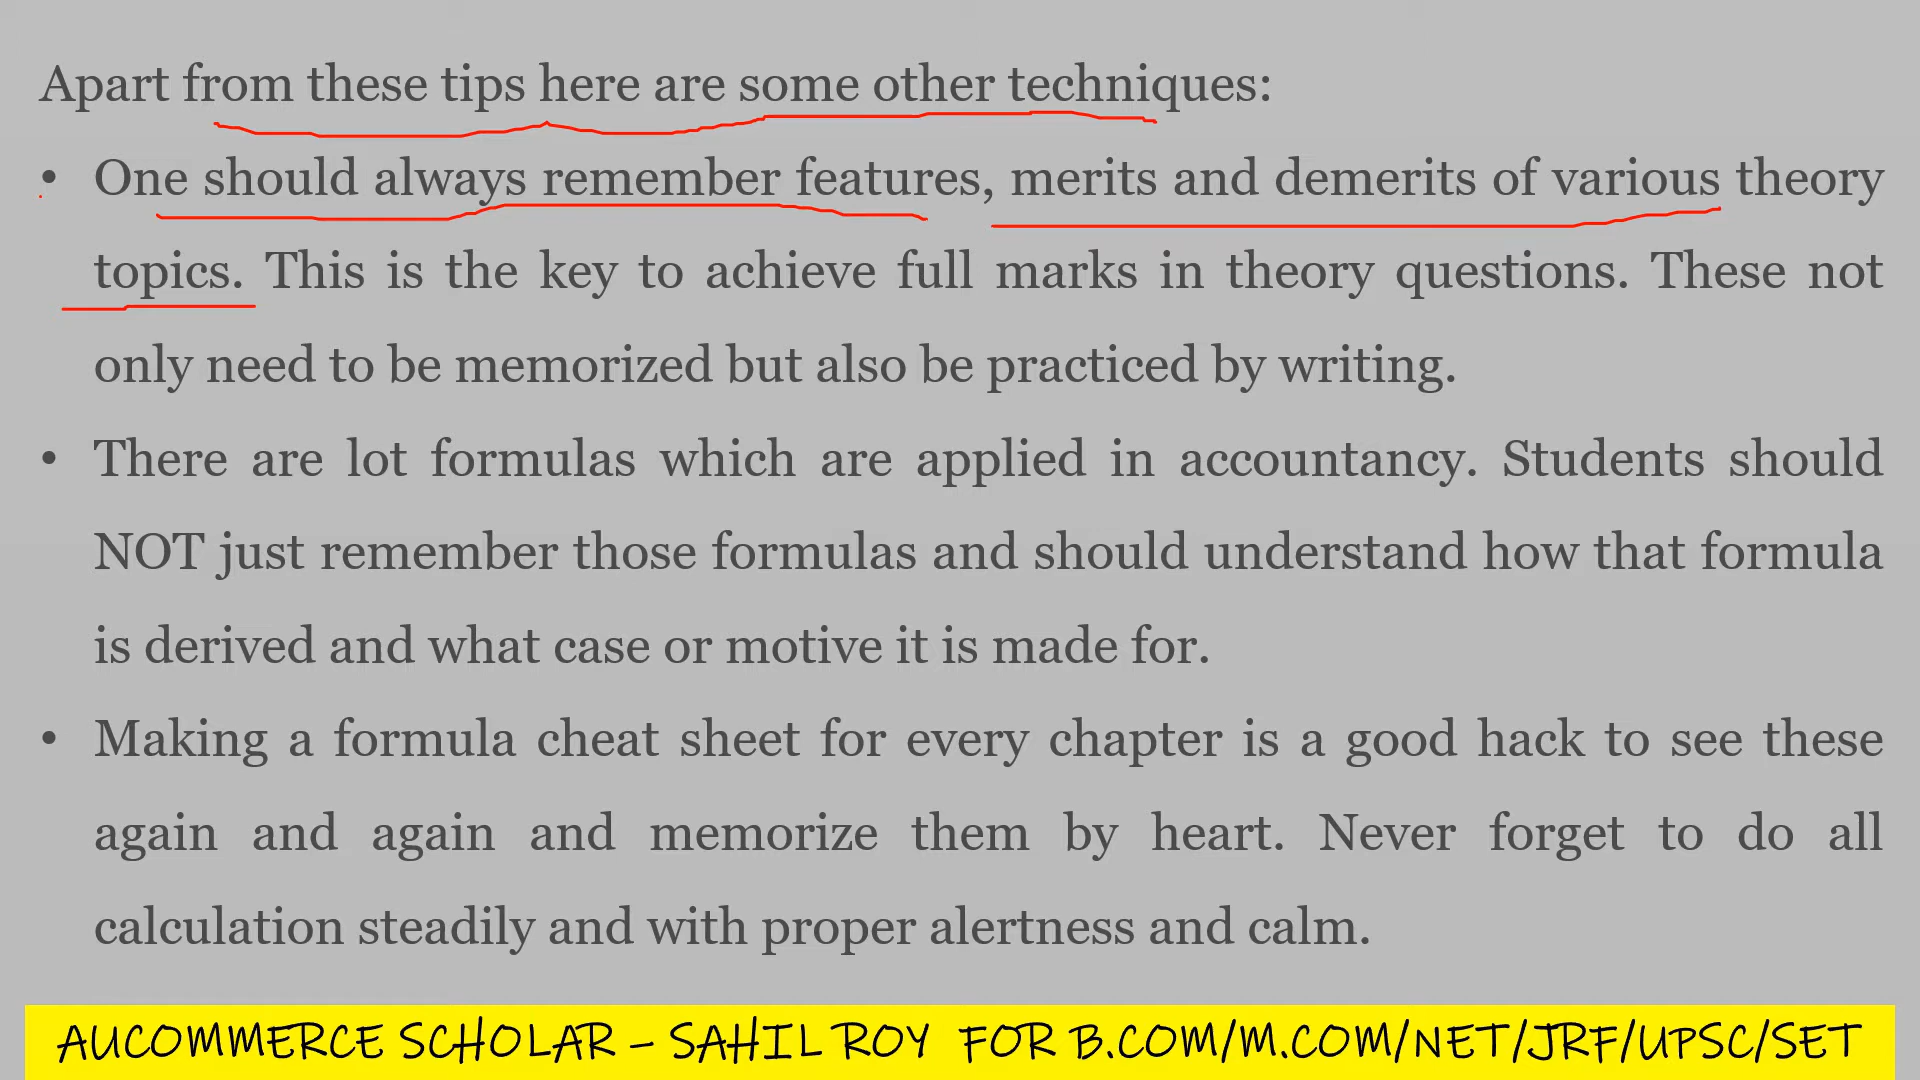 Apart from these tips here are some other techniques:
• One should always remember features, merits and demerits of various theory
topics. This is the key to achieve full marks in theory questions. These not
only need to be memorized but also be practiced by writing.
• There are lot formulas which are applied in accountancy. Students should
NOT just remember those formulas and should understand how that formula
is derived and what case or motive it is made for.
• Making a formula cheat sheet for every chapter is a good hack to see these
again and again and memorize them by heart. Never forget to do all
calculation steadily and with proper alertness and calm.
AUCOMMERCE SCHOLAR – SAHIL ROY FOR B.COM/M.COM/NET/JRF/UPSC/SET